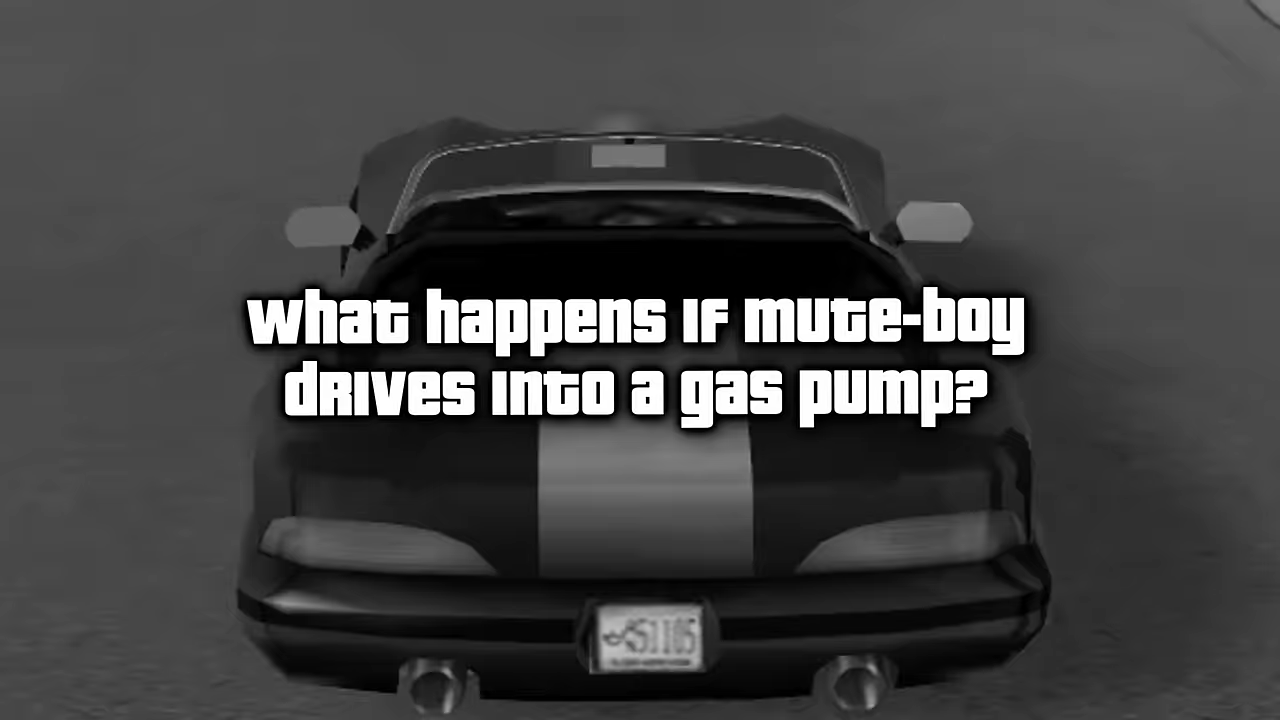 What happens if mute-boy
drives into a gas pump?